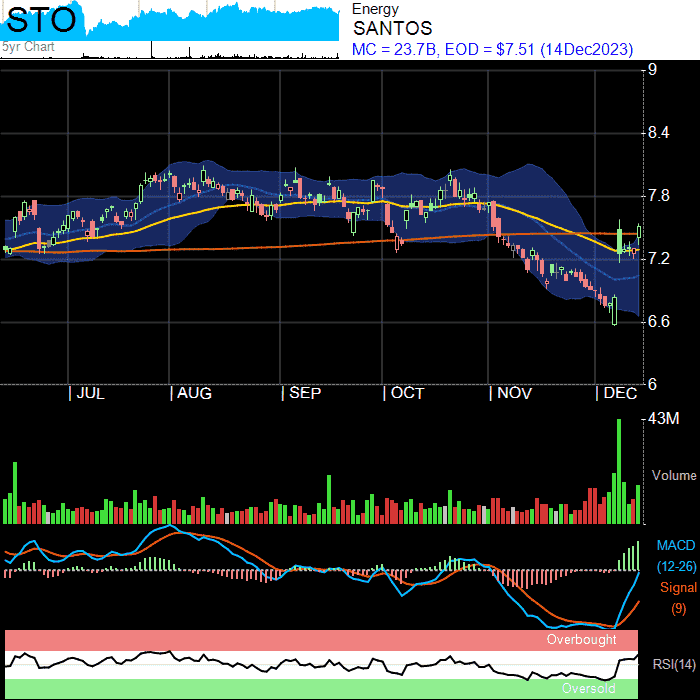 STO
5yr Chart
Energy
SANTOS
MC = 23.7B, EOD = $7.51 (14Dec2023)
9
8.4
7.8
7.2
6.6
6
JUL AUG SEP OCT NOV DEC
43M
Volume
MACD
(12-26)
Signal
(9)
Overbought
RSI(14)
Oversold